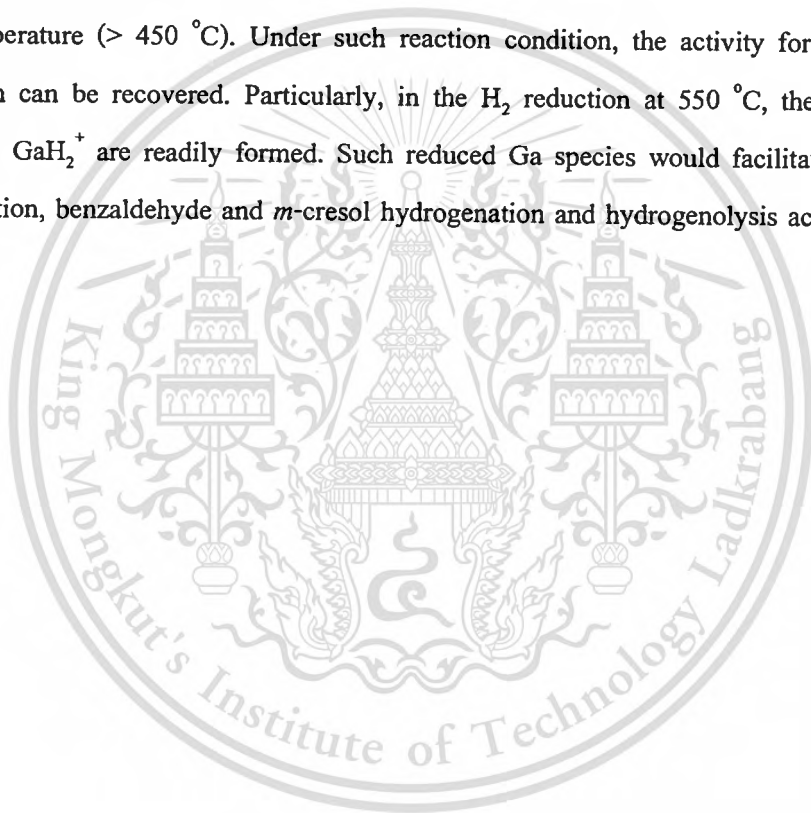 perature (> 450 °C). Under such reaction condition, the activity for
n can be recovered. Particularly, in the H₂ reduction at 550 °C, the
GaH₂⁺ are readily formed. Such reduced Ga species would facilita
tion, benzaldehyde and m-cresol hydrogenation and hydrogenolysis ac
King Mongkut's Institute of Technology Ladkrabang